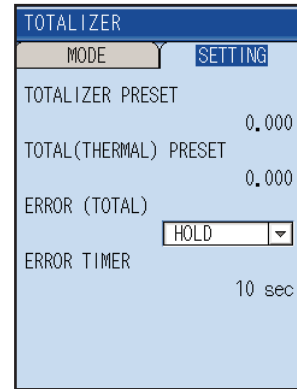 TOTALIZER
MODE SETTING
TOTALIZER PRESET
0.000
TOTAL(THERMAL) PRESET
0.000
ERROR (TOTAL)
HOLD
ERROR TIMER
10 sec